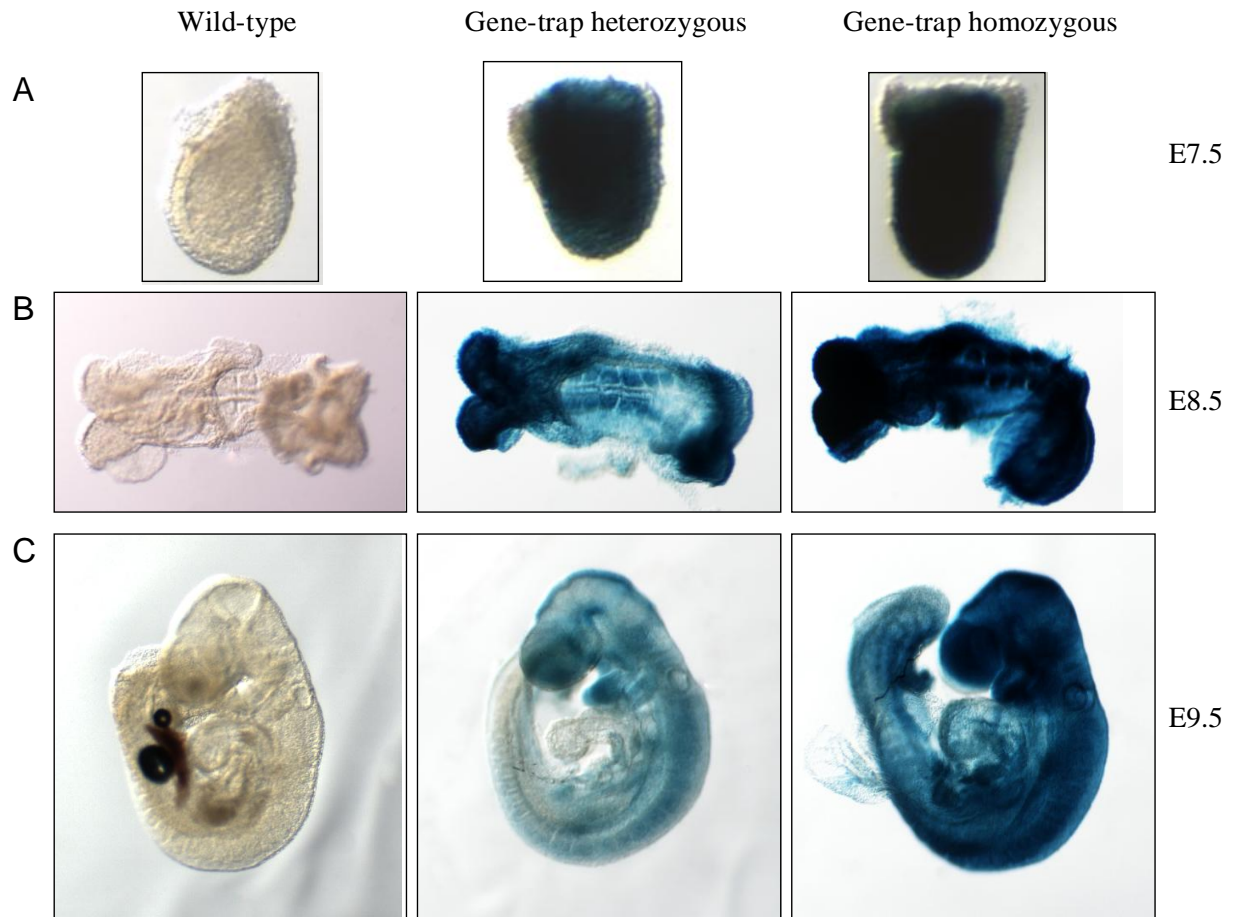 Wild-type Gene-trap heterozygous Gene-trap homozygous
A
E7.5
B
E8.5
C
E9.5